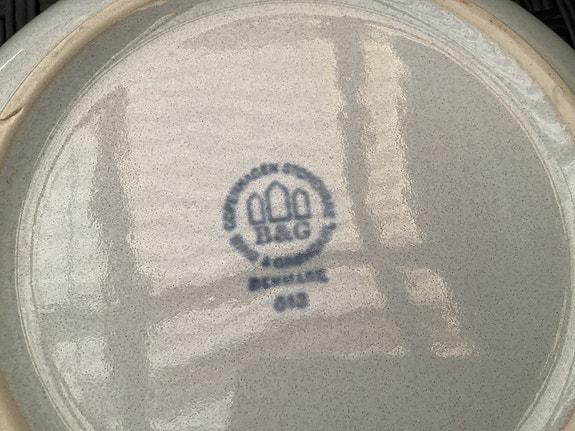 COPENHAGEN STONEWARE
B&G
BING & GRØNDAHL
DENMARK